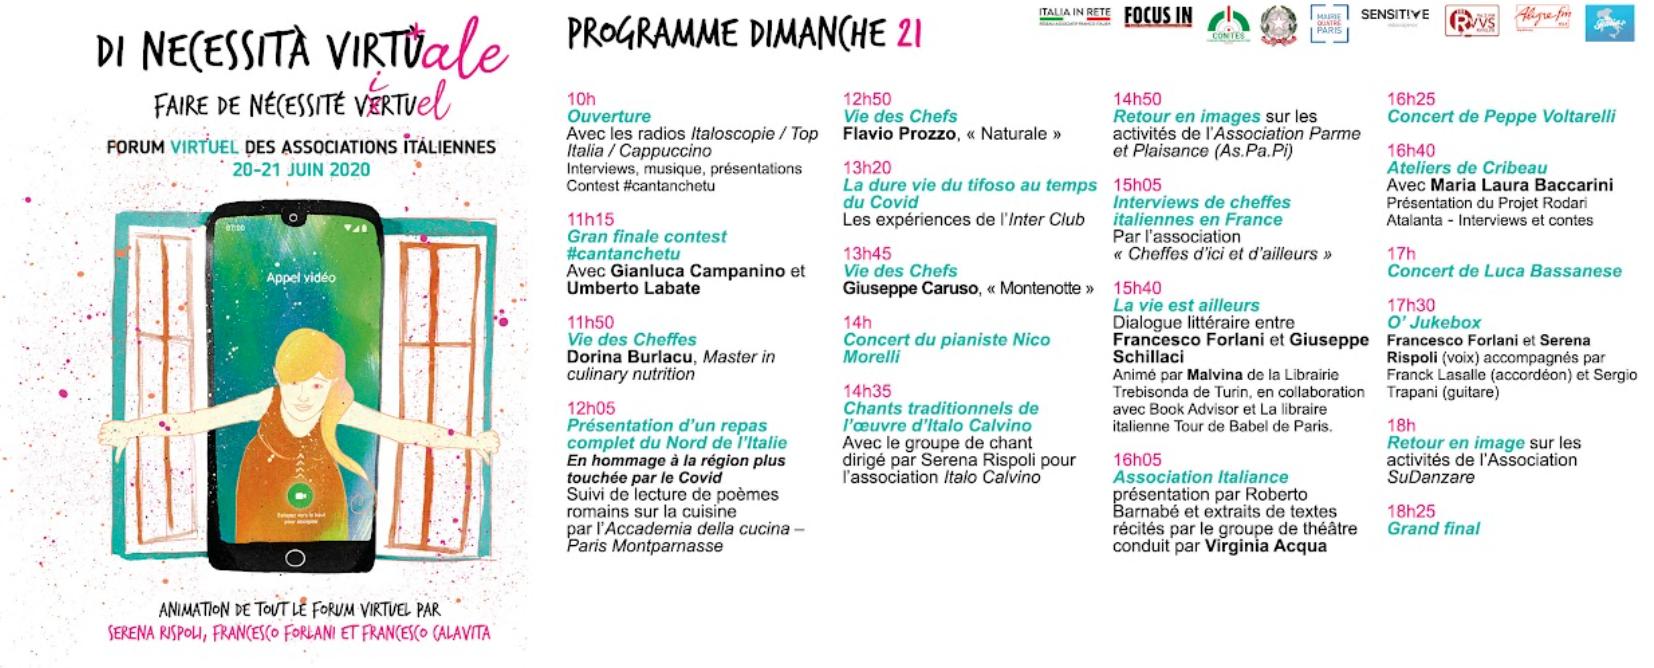 DI NECESSITÀ VIRTÙale
FAIRE DE NÉCESSITÉ VIRTUel
FORUM VIRTUEL DES ASSOCIATIONS ITALIENNES
20-21 JUIN 2020
07:00
Appel vidéo
Glissez vers le haut
pour accepter
ANIMATION DE TOUT LE FORUM VIRTUEL PAR
SERENA RISPOLI, FRANCESCO FORLANI ET FRANCESCO CALAVITA
PROGRAMME DIMANCHE 21
ITALIA IN RETE
FOCUS IN
COMITES
MAIRIE
QUATRE
PARIS
SENSITIVE
RVVS
Aligre fm
10h
Ouverture
Avec les radios Italoscopie / Top
Italia / Cappuccino
Interviews, musique, présentations
Contest #cantanchetu
11h15
Gran finale contest
#cantanchetu
Avec Gianluca Campanino et
Umberto Labate
11h50
Vie des Cheffes
Dorina Burlacu, Master in
culinary nutrition
12h05
Présentation d'un repas
complet du Nord de l'Italie
En hommage à la région plus
touchée par le Covid
Suivi de lecture de poèmes
romains sur la cuisine
par l'Accademia della cucina –
Paris Montparnasse
12h50
Vie des Chefs
Flavio Prozzo, « Naturale »
13h20
La dure vie du tifoso au temps
du Covid
Les expériences de l'Inter Club
13h45
Vie des Chefs
Giuseppe Caruso, « Montenotte »
14h
Concert du pianiste Nico
Morelli
14h35
Chants traditionnels de
l'œuvre d'Italo Calvino
Avec le groupe de chant
dirigé par Serena Rispoli pour
l'association Italo Calvino
14h50
Retour en images sur les
activités de l'Association Parme
et Plaisance (As.Pa.Pi)
15h05
Interviews de cheffes
italiennes en France
Par l'association
« Cheffes d'ici et d'ailleurs »
15h40
La vie est ailleurs
Dialogue littéraire entre
Francesco Forlani et Giuseppe
Schillaci
Animé par Malvina de la Librairie
Trebisonda de Turin, en collaboration
avec Book Advisor et La libraire
italienne Tour de Babel de Paris.
16h05
Association Italiance
présentation par Roberto
Barnabé et extraits de textes
récités par le groupe de théâtre
conduit par Virginia Acqua
16h25
Concert de Peppe Voltarelli
16h40
Ateliers de Cribeau
Avec Maria Laura Baccarini
Présentation du Projet Rodari
Atalanta - Interviews et contes
17h
Concert de Luca Bassanese
17h30
O' Jukebox
Francesco Forlani et Serena
Rispoli (voix) accompagnés par
Franck Lasalle (accordéon) et Sergio
Trapani (guitare)
18h
Retour en image sur les
activités de l'Association
SuDanzare
18h25
Grand final